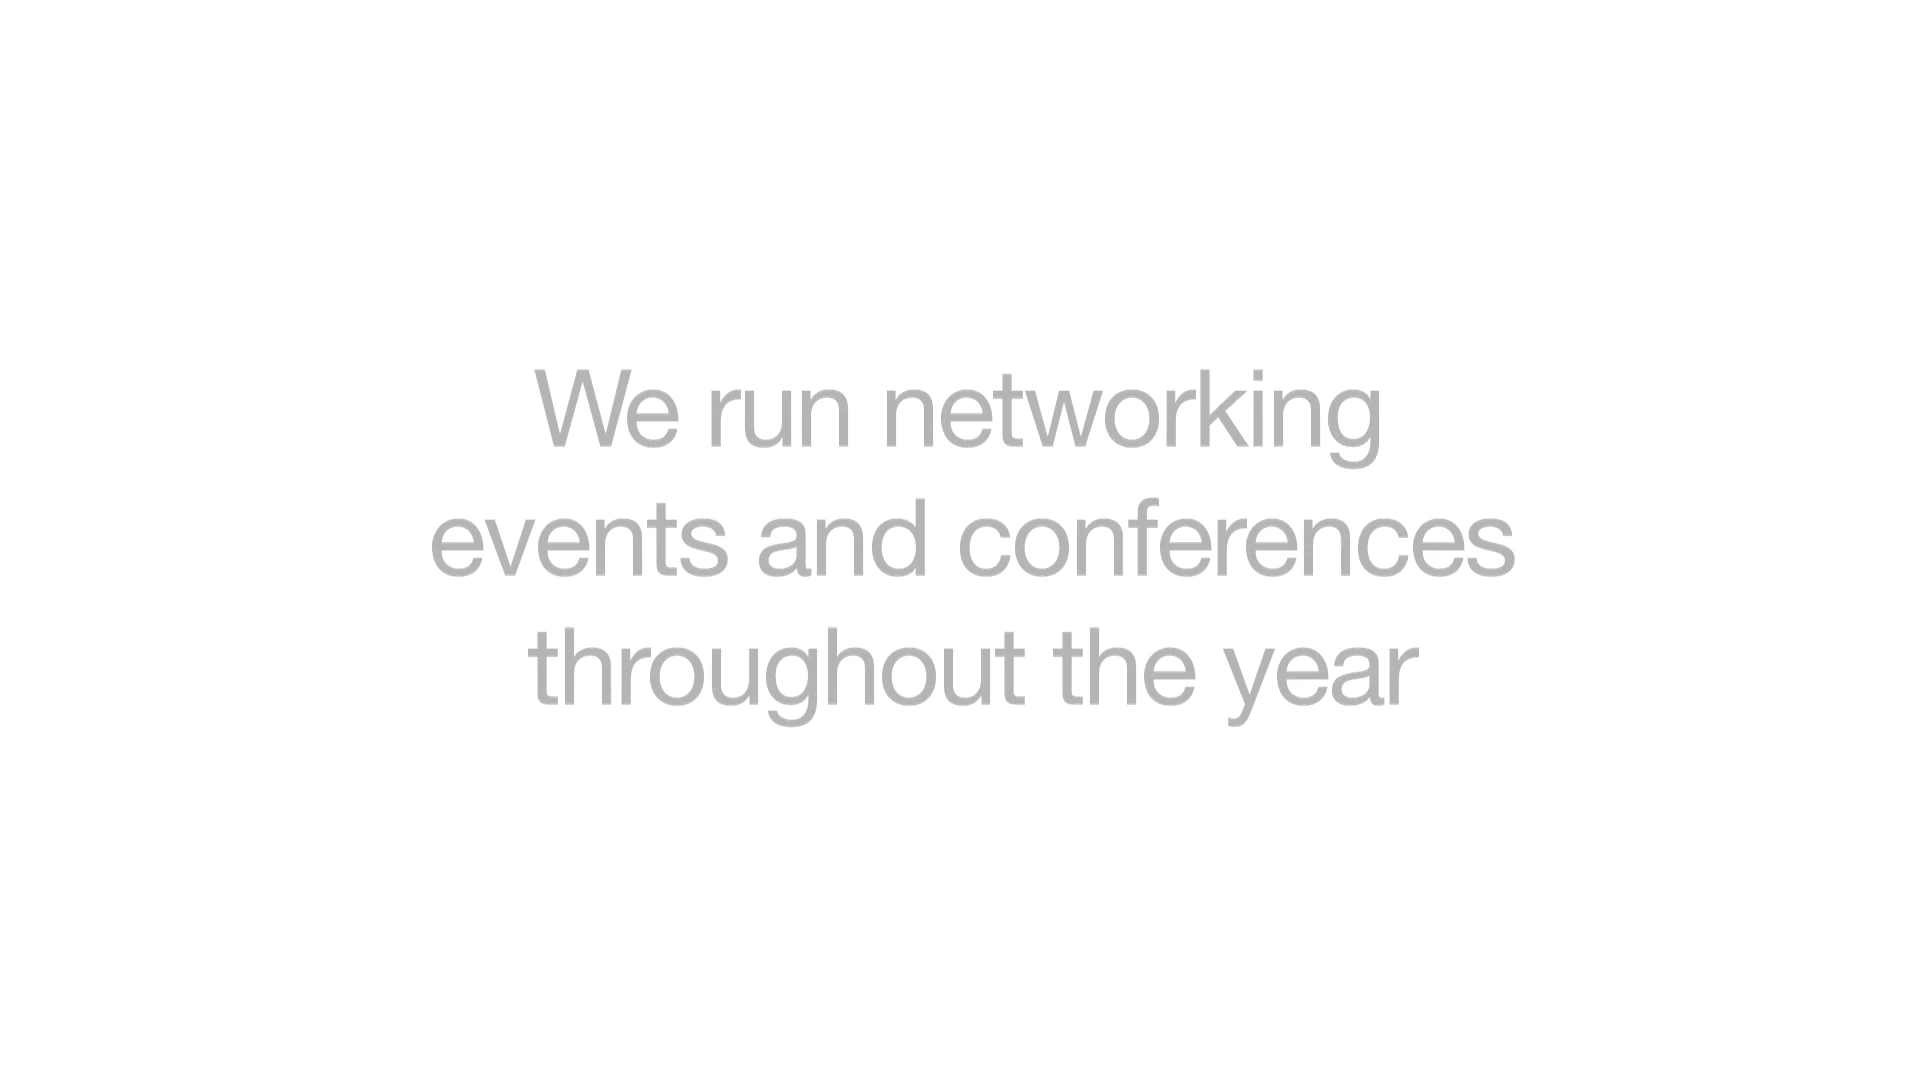 We run networking
events and conferences
throughout the year